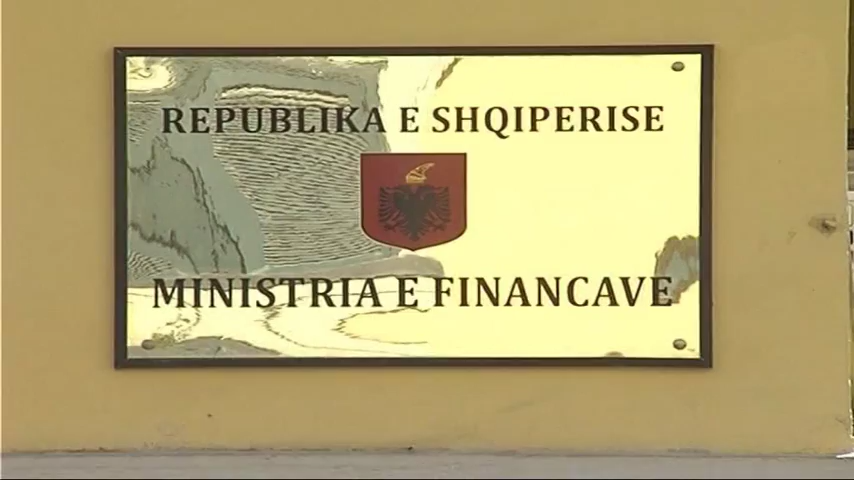 REPUBLIKA E SHQIPERISE
MINISTRIA E FINANCAVE